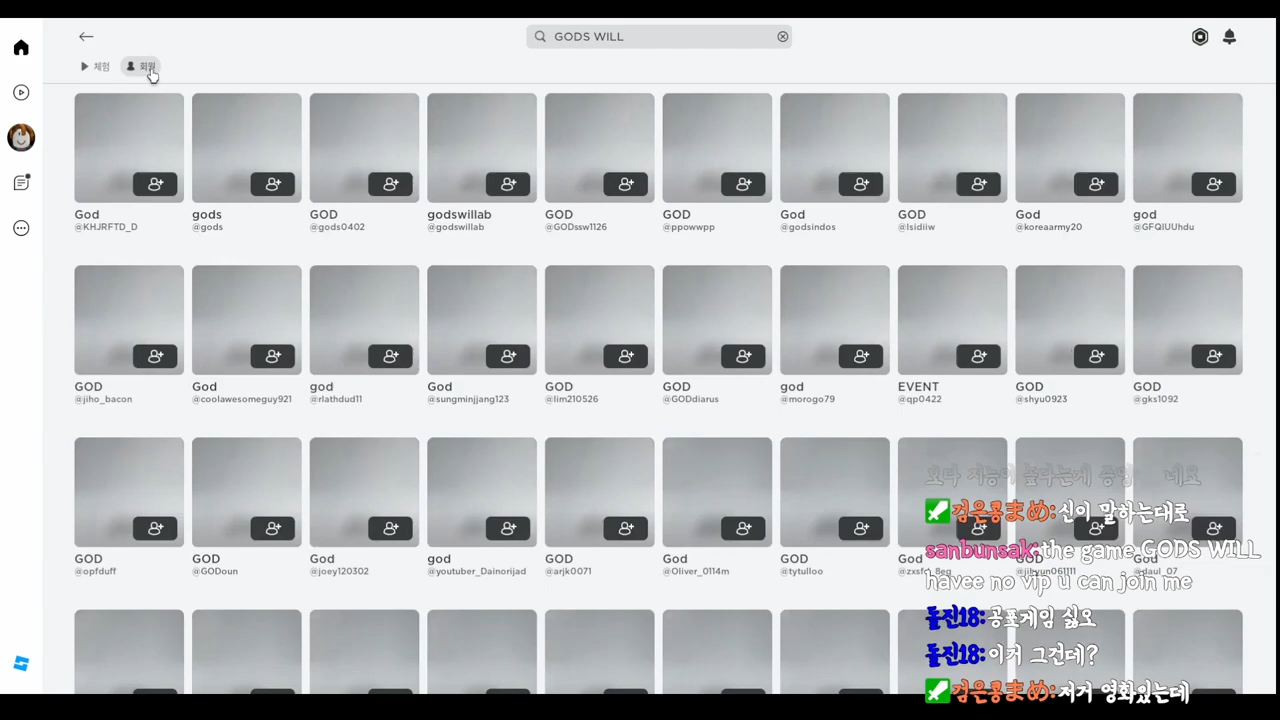 GODS WILL
체험
회원
God
gods
GOD
godswillab
GOD
GOD
God
GOD
God
god
@KHJRFTD_D
@gods
@gods0402
@godswillab
@GODssw1126
@ppowwpp
@godsindos
@lsidiiw
@koreaarmy20
@GFQIUUhdu
GOD
God
god
God
GOD
GOD
god
EVENT
GOD
GOD
@jiho_bacon
@coolawesomeguy921
@rlathdud11
@sungminjjang123
@lim210526
@GODdiarus
@morogo79
@qp0422
@shyu0923
@gks1092
GOD
GOD
God
god
GOD
God
GOD
God
@opfduff
@GODoun
@joey120302
@youtuber_Dainorijad
@arjk0071
@Oliver_0114m
@tytulloo
검은콩まめ: 신이 말하는대로
sanbunsak: the game GODS WILL
havee no vip u can join me
돌진18: 공포게임 싫오
돌진18: 이거 그건데?
검은콩まめ: 저거 영화있는데